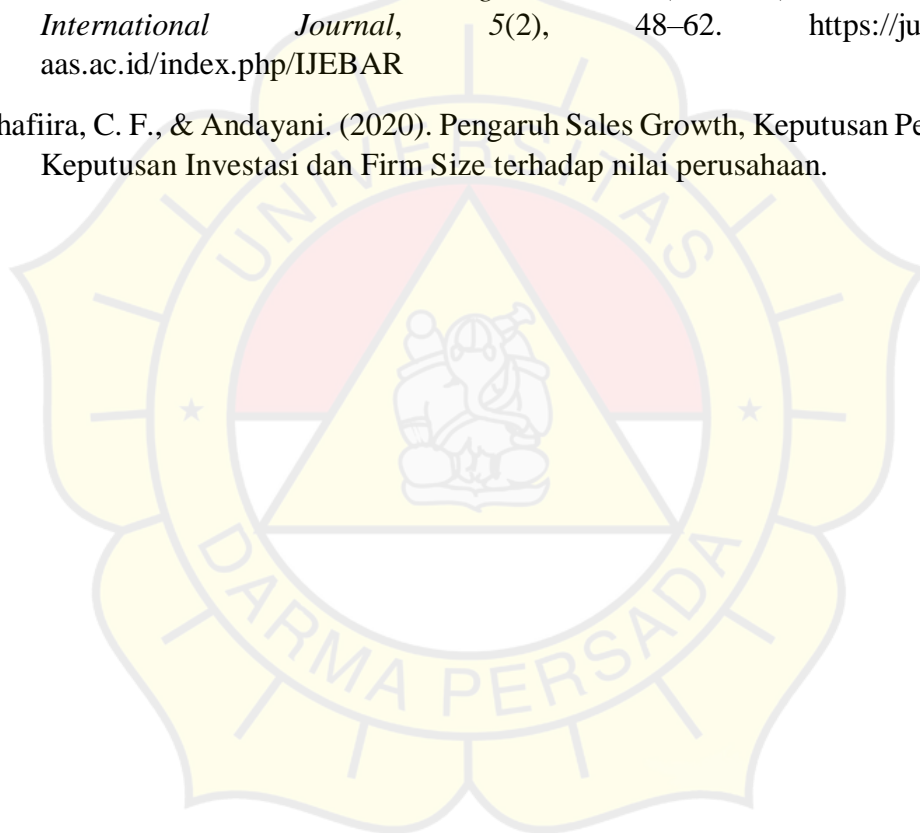 International Journal, 5(2), 48–62. https://ju
aas.ac.id/index.php/IJEBAR
hafiira, C. F., & Andayani. (2020). Pengaruh Sales Growth, Keputusan Pe
Keputusan Investasi dan Firm Size terhadap nilai perusahaan.
UNIVERSITAS
DARMA PERSADA